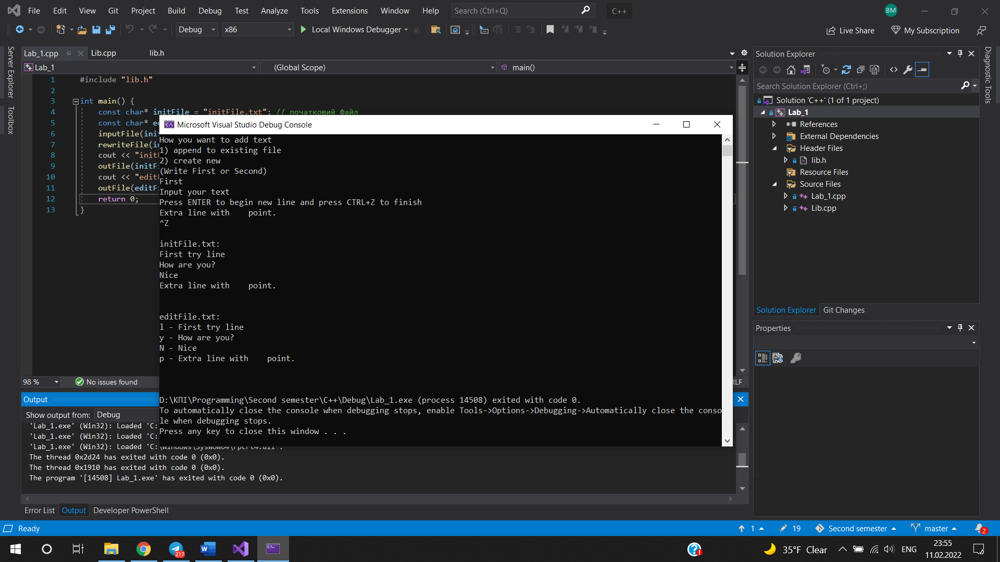 File Edit View Git Project Build Debug Test Analyze Tools Extensions Window Help Search (Ctrl+Q) C++ BM
Debug x86 Local Windows Debugger Live Share My Subscription
Server Explorer
Toolbox
Lab_1.cpp Lib.cpp lib.h
Lab_1 (Global Scope) main()
1 #include "lib.h"
2
3 int main() {
4 const char* initFile = "initFile.txt"; // початковий файл
5 const char* ed
6 inputFile(init
7 rewriteFile(in
8 cout << "initF
9 outFile(initFi
10 cout << "editF
11 outFile(editFi
12 return 0;
13 }
Microsoft Visual Studio Debug Console
How you want to add text
1) append to existing file
2) create new
(Write First or Second)
First
Input your text
Press ENTER to begin new line and press CTRL+Z to finish
Extra line with    point.
^Z
initFile.txt:
First try line
How are you?
Nice
Extra line with    point.
editFile.txt:
l - First try line
y - How are you?
N - Nice
p - Extra line with    point.
D:\КПІ\Programming\Second semester\C++\Debug\Lab_1.exe (process 14508) exited with code 0.
To automatically close the console when debugging stops, enable Tools->Options->Debugging->Automatically close the conso
le when debugging stops.
Press any key to close this window . . .
98 % No issues found RLF
Output
Show output from: Debug
'Lab_1.exe' (Win32): Loaded 'C:
'Lab_1.exe' (Win32): Loaded 'C:
'Lab_1.exe' (Win32): Loaded 'C:\Windows\SysWOW64\rpcrt4.dll'.
The thread 0x2d24 has exited with code 0 (0x0).
The thread 0x1910 has exited with code 0 (0x0).
The program '[14508] Lab_1.exe' has exited with code 0 (0x0).
Error List Output Developer PowerShell
Solution Explorer
Search Solution Explorer (Ctrl+;)
Solution 'C++' (1 of 1 project)
Lab_1
References
External Dependencies
Header Files
lib.h
Resource Files
Source Files
Lab_1.cpp
Lib.cpp
Solution Explorer Git Changes
Properties
Diagnostic Tools
Ready 1 19 Second semester master 2
217 35°F Clear ENG 23:55
11.02.2022